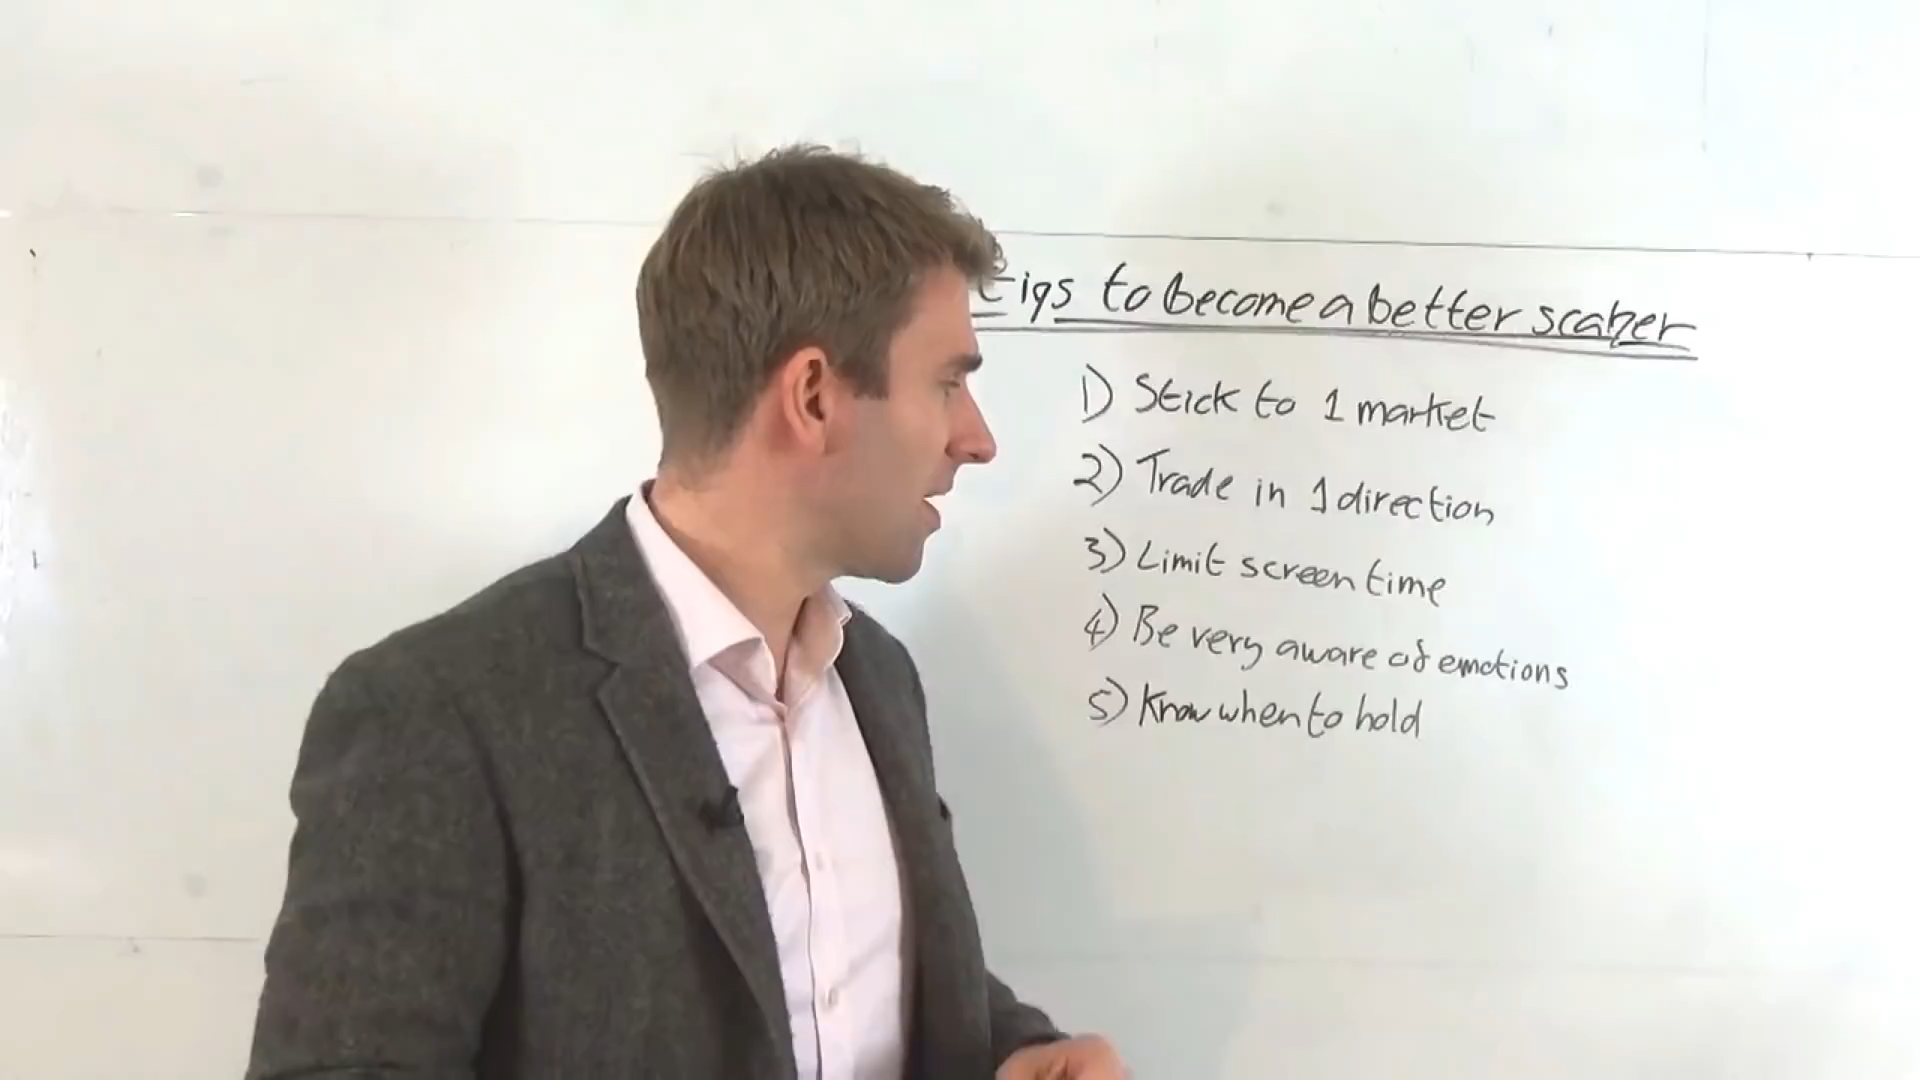 tips to become a better scalper
1) Stick to 1 market
2) Trade in 1 direction
3) Limit screen time
4) Be very aware of emotions
5) Know when to hold